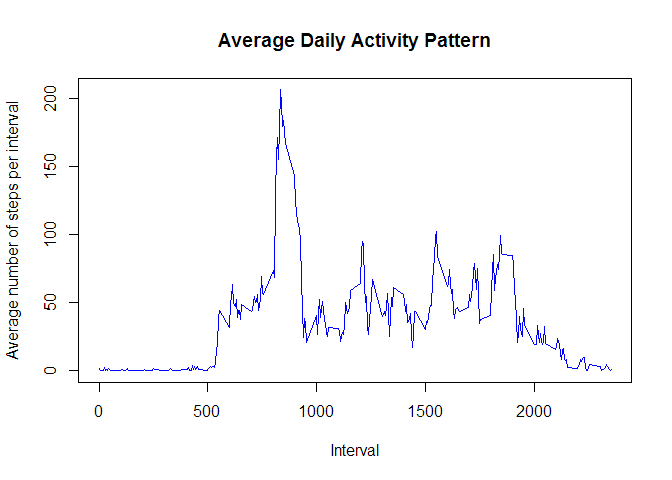 Average Daily Activity Pattern
Average number of steps per interval
200
150
100
50
0
0 500 1000 1500 2000
Interval